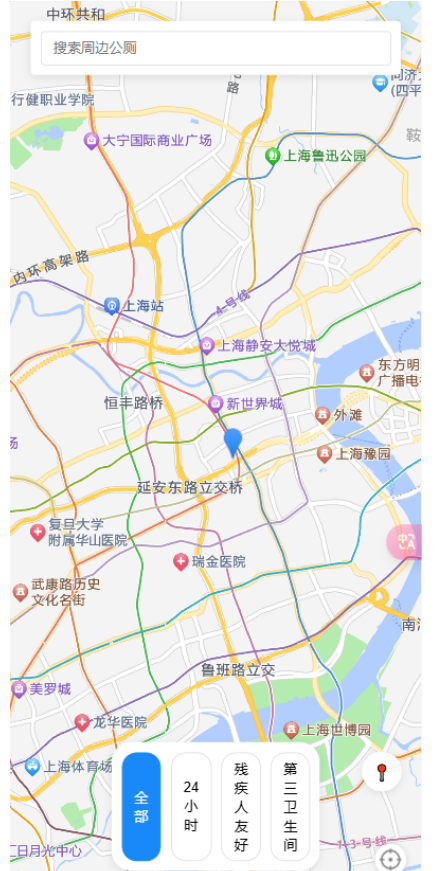 中环共和
搜索周边公厕
路
同济
(四平
行健职业学院
鞍
大宁国际商业广场
上海鲁迅公园
内环高架路
4号线
上海站
上海静安大悦城
东方明
广播电
恒丰路桥
新世界城
外滩
场
上海豫园
延安东路立交桥
复旦大学
附属华山医院
中A
瑞金医院
武康路历史
文化名街
南浦
鲁班路立交
美罗城
龙华医院
上海世博园
上海体育场
全部
24小时
残疾人友好
第三卫生间
13号线
汇日月光中心